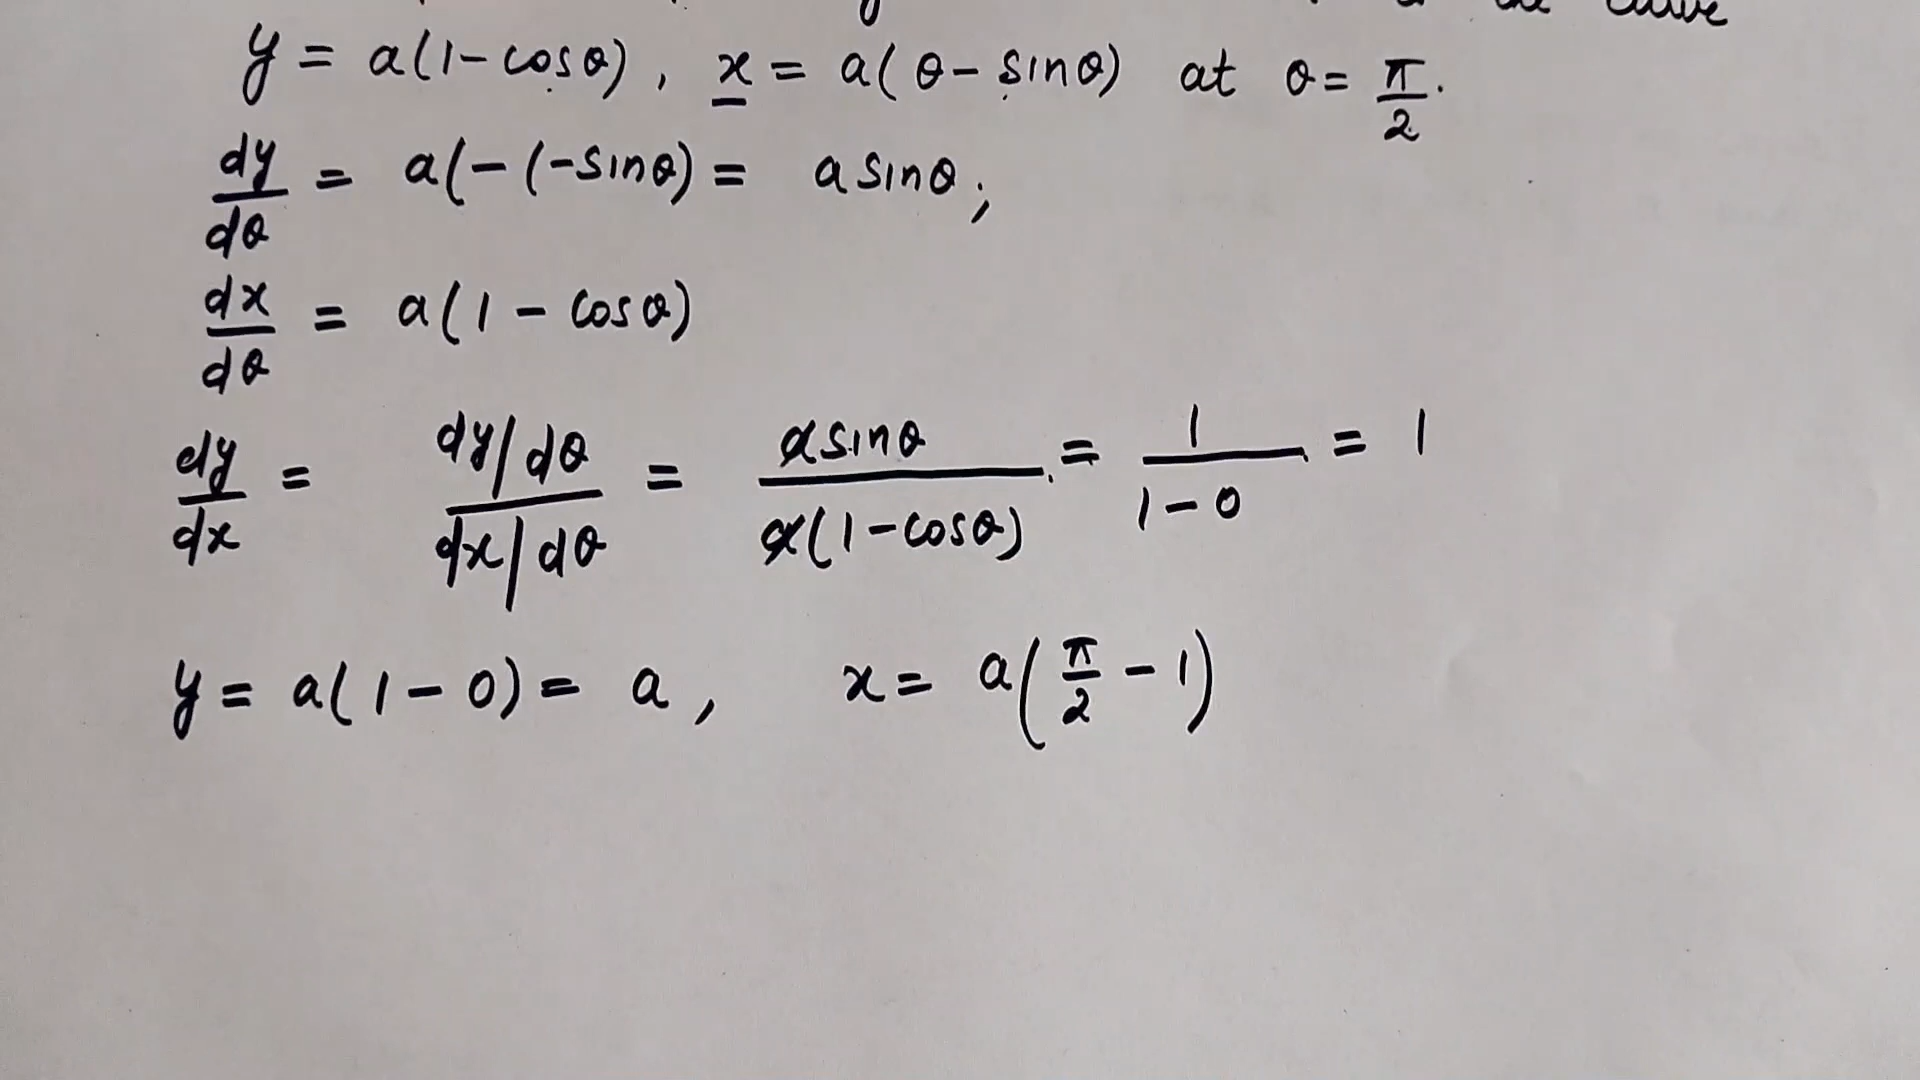 curve
y = a(1-cosθ), x = a(θ-sinθ) at θ = π/2.
dy/dθ = a(-(-sinθ) = a sinθ;
dx/dθ = a(1 - cosθ)
dy/dx = (dy/dθ)/(dx/dθ) = a sinθ/a(1-cosθ) = 1/(1-0) = 1
y = a(1-0) = a, x = a(π/2 - 1)